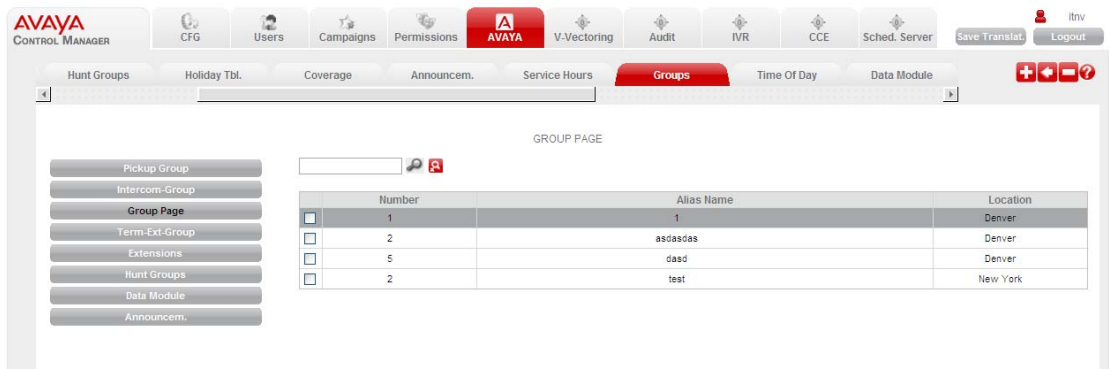 AVAYA
CONTROL MANAGER
CFG Users Campaigns Permissions AVAYA V-Vectoring Audit IVR CCE Sched. Server
itnv
Save Translat. Logout
Hunt Groups Holiday Tbl. Coverage Announcem. Service Hours Groups Time Of Day Data Module
GROUP PAGE
Pickup Group
Intercom-Group
Group Page
Term-Ext-Group
Extensions
Hunt Groups
Data Module
Announcem.
Number Alias Name Location
1 1 Denver
2 asdasdas Denver
5 dasd Denver
2 test New York